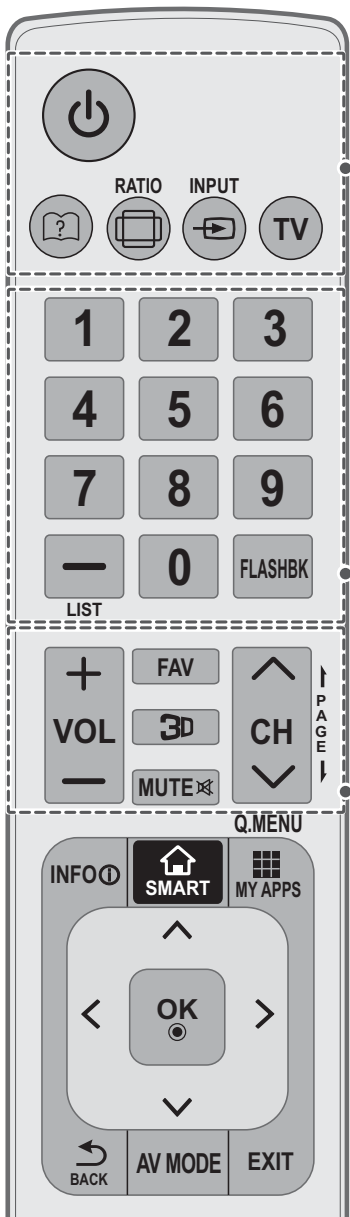 RATIO INPUT
?
TV
1 2 3
4 5 6
7 8 9
— 0 FLASHBK
LIST
+ FAV
VOL 3D CH PAGE
— MUTE
Q.MENU
INFO SMART MY APPS
OK
BACK AV MODE EXIT